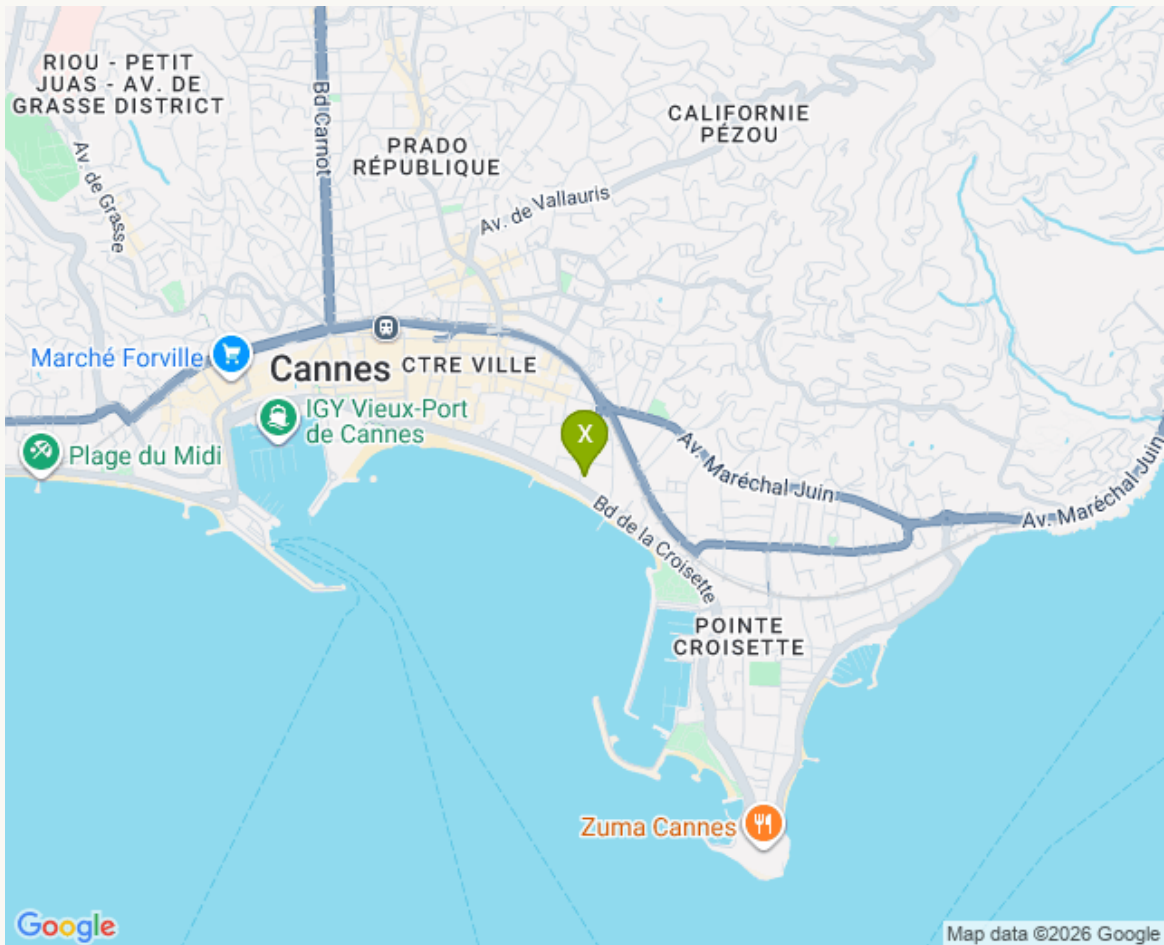 RIOU - PETIT
JUAS - AV. DE
GRASSE DISTRICT
Bd Carnot
CALIFORNIE
PÉZOU
PRADO
RÉPUBLIQUE
Av. de Grasse
Av. de Vallauris
Marché Forville
Cannes
CTRE VILLE
IGY Vieux-Port
de Cannes
X
Plage du Midi
Av. Maréchal Juin
Av. Maréchal Juin
Bd de la Croisette
POINTE
CROISETTE
Zuma Cannes
Google
Map data ©2026 Google